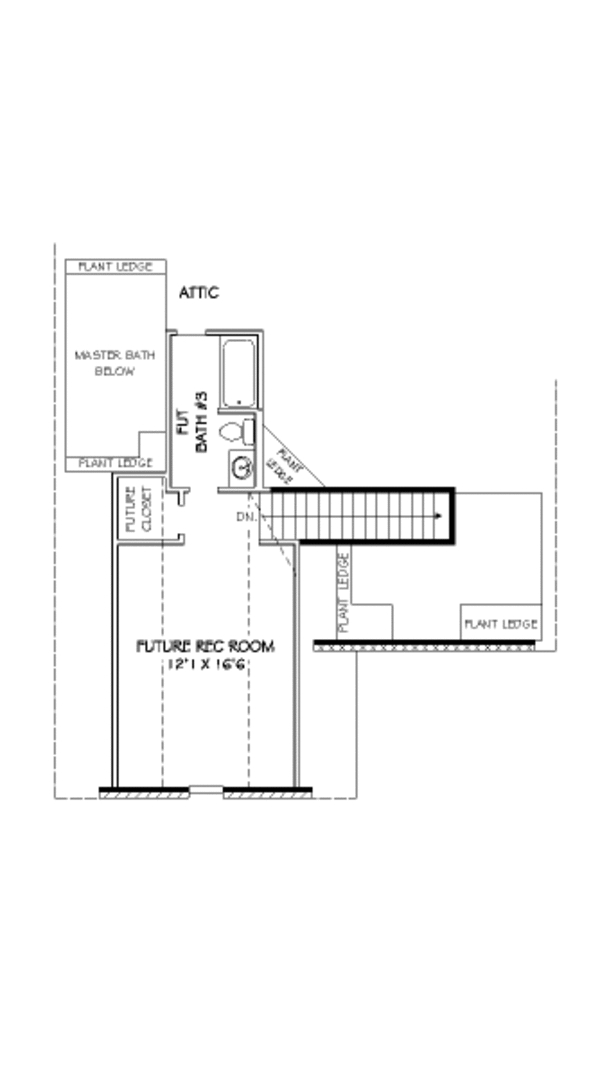 PLANT LEDGE
ATTIC
MASTER BATH
BELOW
FUT
BATH #3
PLANT LEDGE
PLANT
LEDGE
FUTURE
CLOSET
DN.
PLANT LEDGE
PLANT LEDGE
FUTURE REC ROOM
12'1 X 16'6